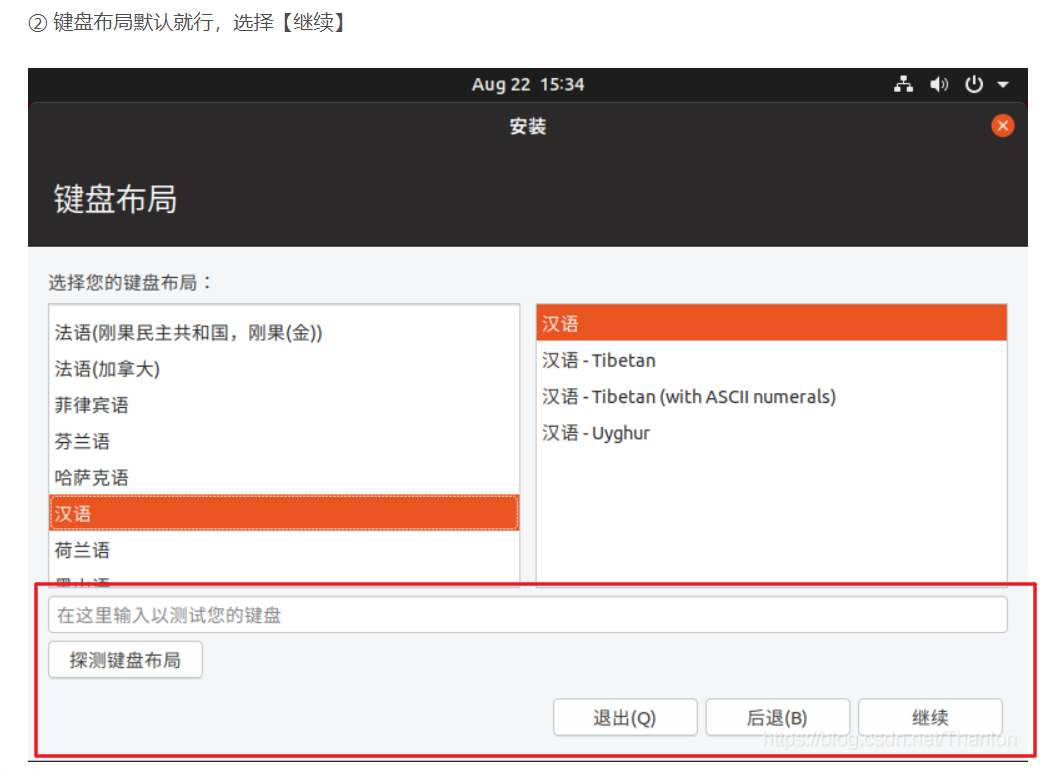 ② 键盘布局默认就行，选择【继续】
Aug 22 15:34
安装
键盘布局
选择您的键盘布局：
法语(刚果民主共和国，刚果(金))
法语(加拿大)
菲律宾语
芬兰语
哈萨克语
汉语
荷兰语
黑山语
汉语
汉语 - Tibetan
汉语 - Tibetan (with ASCII numerals)
汉语 - Uyghur
在这里输入以测试您的键盘
探测键盘布局
退出(Q) 后退(B) 继续
https://blog.csdn.net/Thanlon